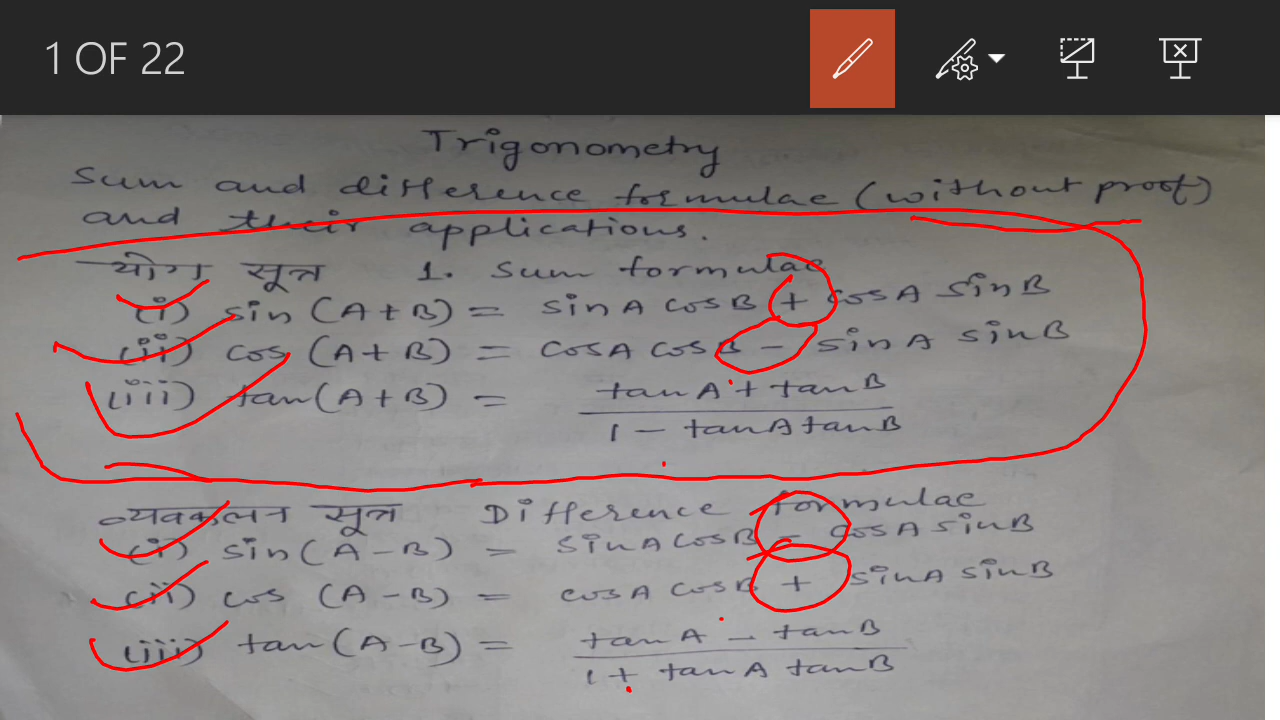 1 OF 22
Trigonometry
Sum and difference formulae (without proof)
and their applications.
योग सूत्र 1. Sum formulae
(i) sin (A+B) = sinA cosB + cosA sinB
(ii) cos (A+B) = cosA cosB - sinA sinB
(iii) tan(A+B) = tanA + tanB
1 - tanA tanB
व्यवकलन सूत्र Difference formulae
(i) sin(A-B) = sinA cosB - cosA sinB
(ii) cos (A-B) = cosA cosB + sinA sinB
(iii) tan(A-B) = tanA - tanB
1+ tanA tanB